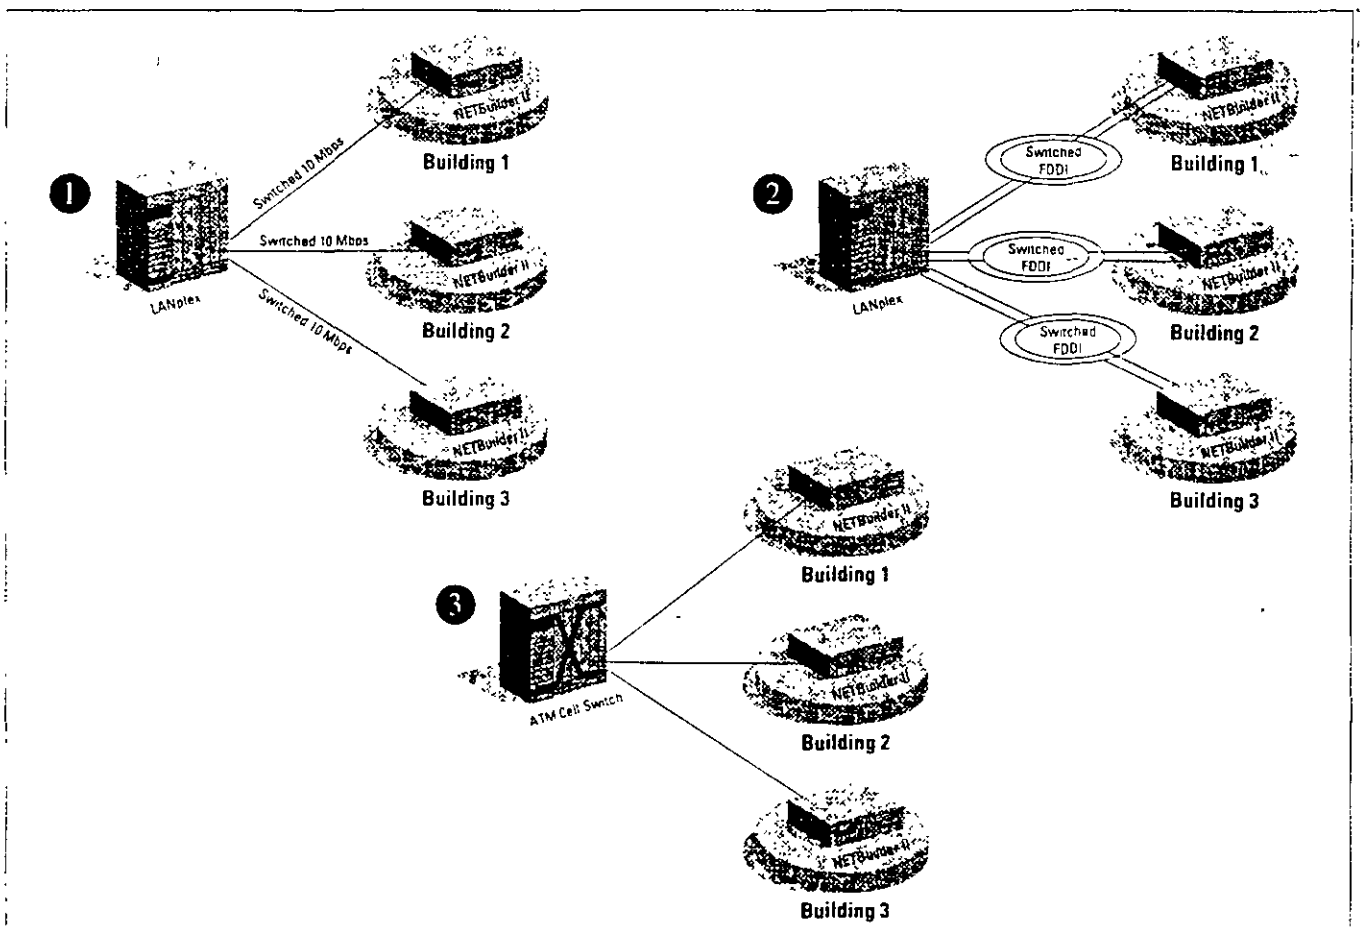 1
Switched 10 Mbps
NETBuilder II
Building 1
Switched 10 Mbps
NETBuilder II
Building 2
Switched 10 Mbps
NETBuilder II
Building 3
LANplex
2
Switched
FDDI
NETBuilder II
Building 1
Switched
FDDI
NETBuilder II
Building 2
Switched
FDDI
NETBuilder II
Building 3
LANplex
3
NETBuilder II
Building 1
NETBuilder II
Building 2
NETBuilder II
Building 3
ATM Cell Switch